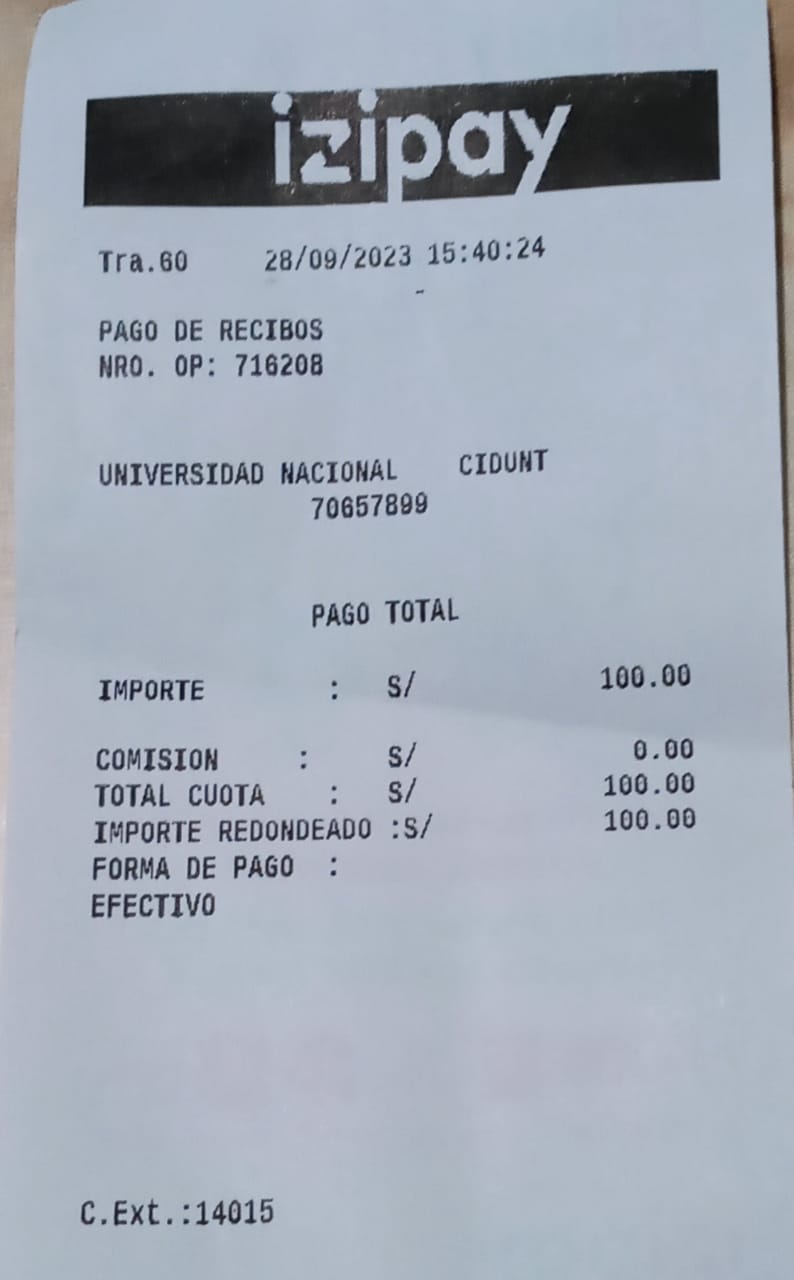 izipay
Tra.60 28/09/2023 15:40:24
-
PAGO DE RECIBOS
NRO. OP: 716208
UNIVERSIDAD NACIONAL CIDUNT
70657899
PAGO TOTAL
IMPORTE : S/ 100.00
COMISION : S/ 0.00
TOTAL CUOTA : S/ 100.00
IMPORTE REDONDEADO :S/ 100.00
FORMA DE PAGO :
EFECTIVO
C.Ext.:14015